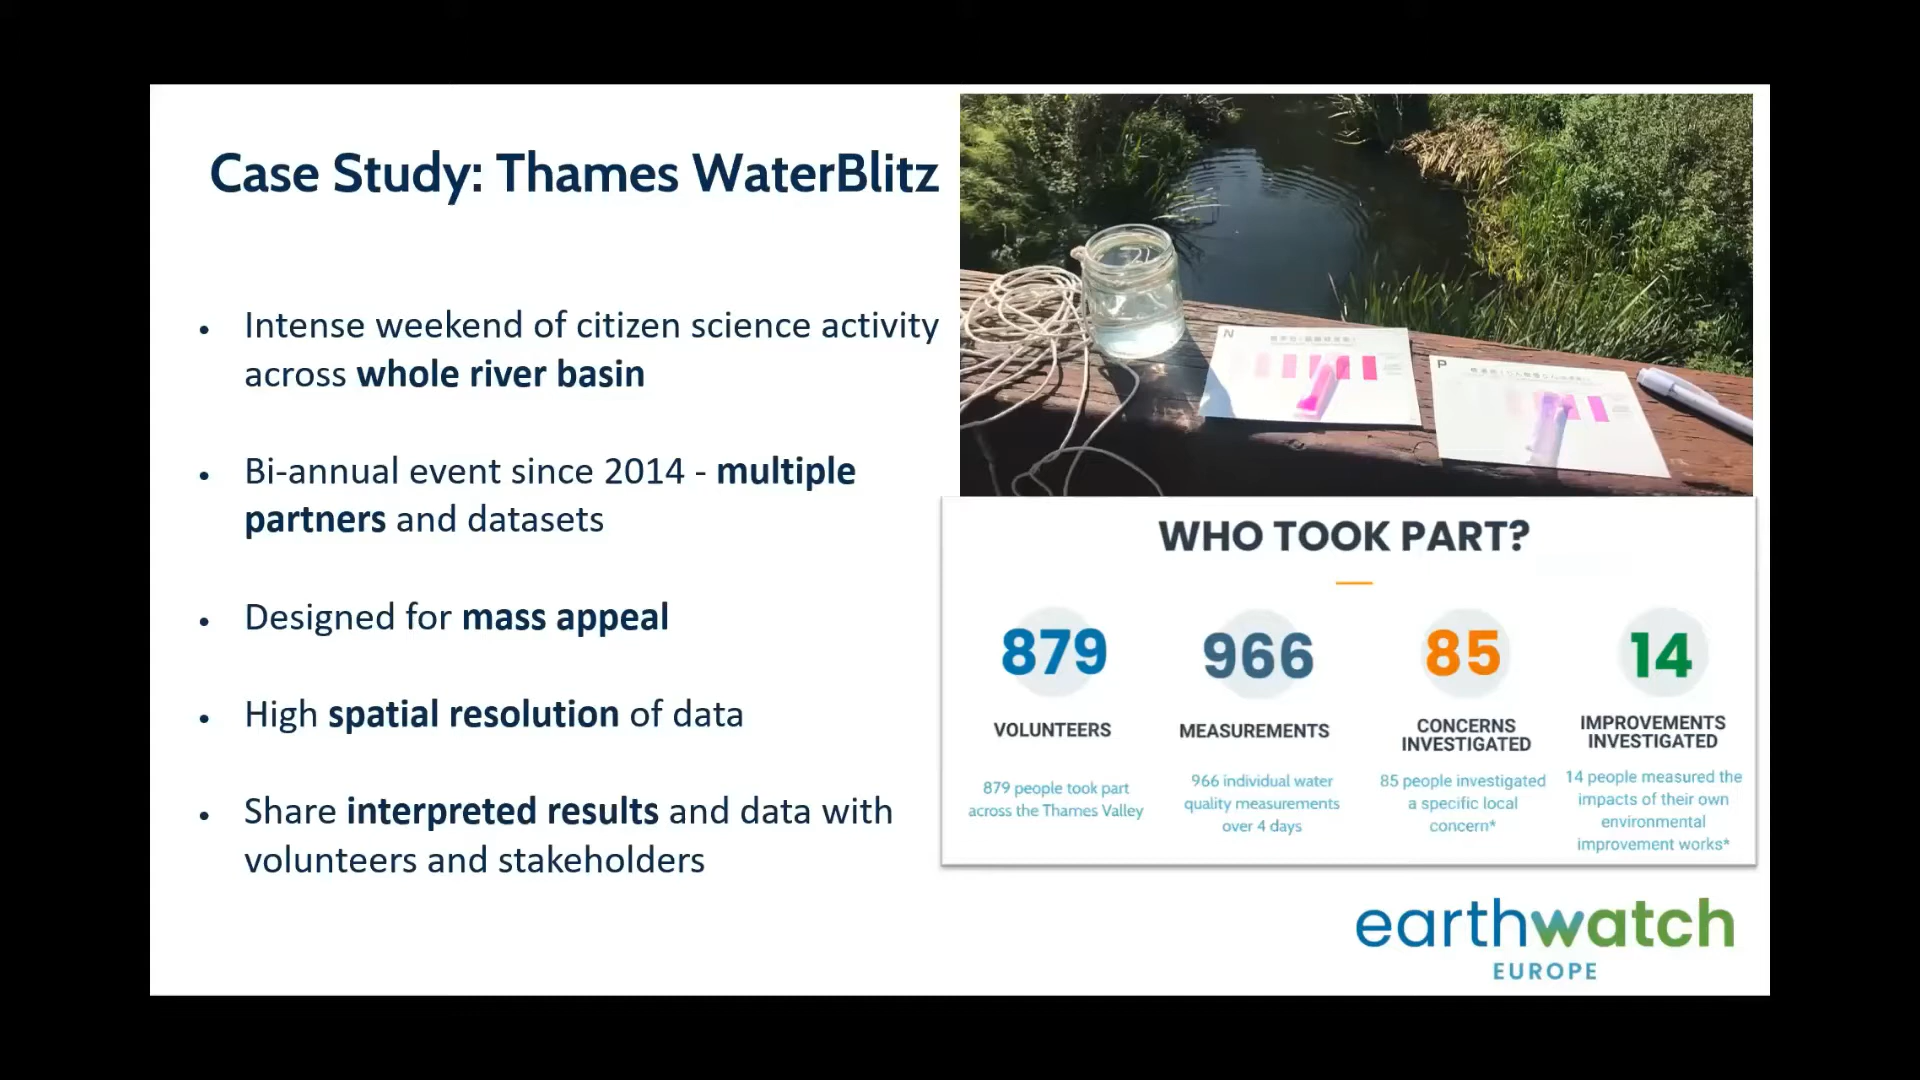 Case Study: Thames WaterBlitz
• Intense weekend of citizen science activity
across whole river basin
• Bi-annual event since 2014 - multiple
partners and datasets
• Designed for mass appeal
• High spatial resolution of data
• Share interpreted results and data with
volunteers and stakeholders
N
P
WHO TOOK PART?
879
VOLUNTEERS
879 people took part
across the Thames Valley
966
MEASUREMENTS
966 individual water
quality measurements
over 4 days
85
CONCERNS
INVESTIGATED
85 people investigated
a specific local
concern*
14
IMPROVEMENTS
INVESTIGATED
14 people measured the
impacts of their own
environmental
improvement works*
earthwatch
EUROPE